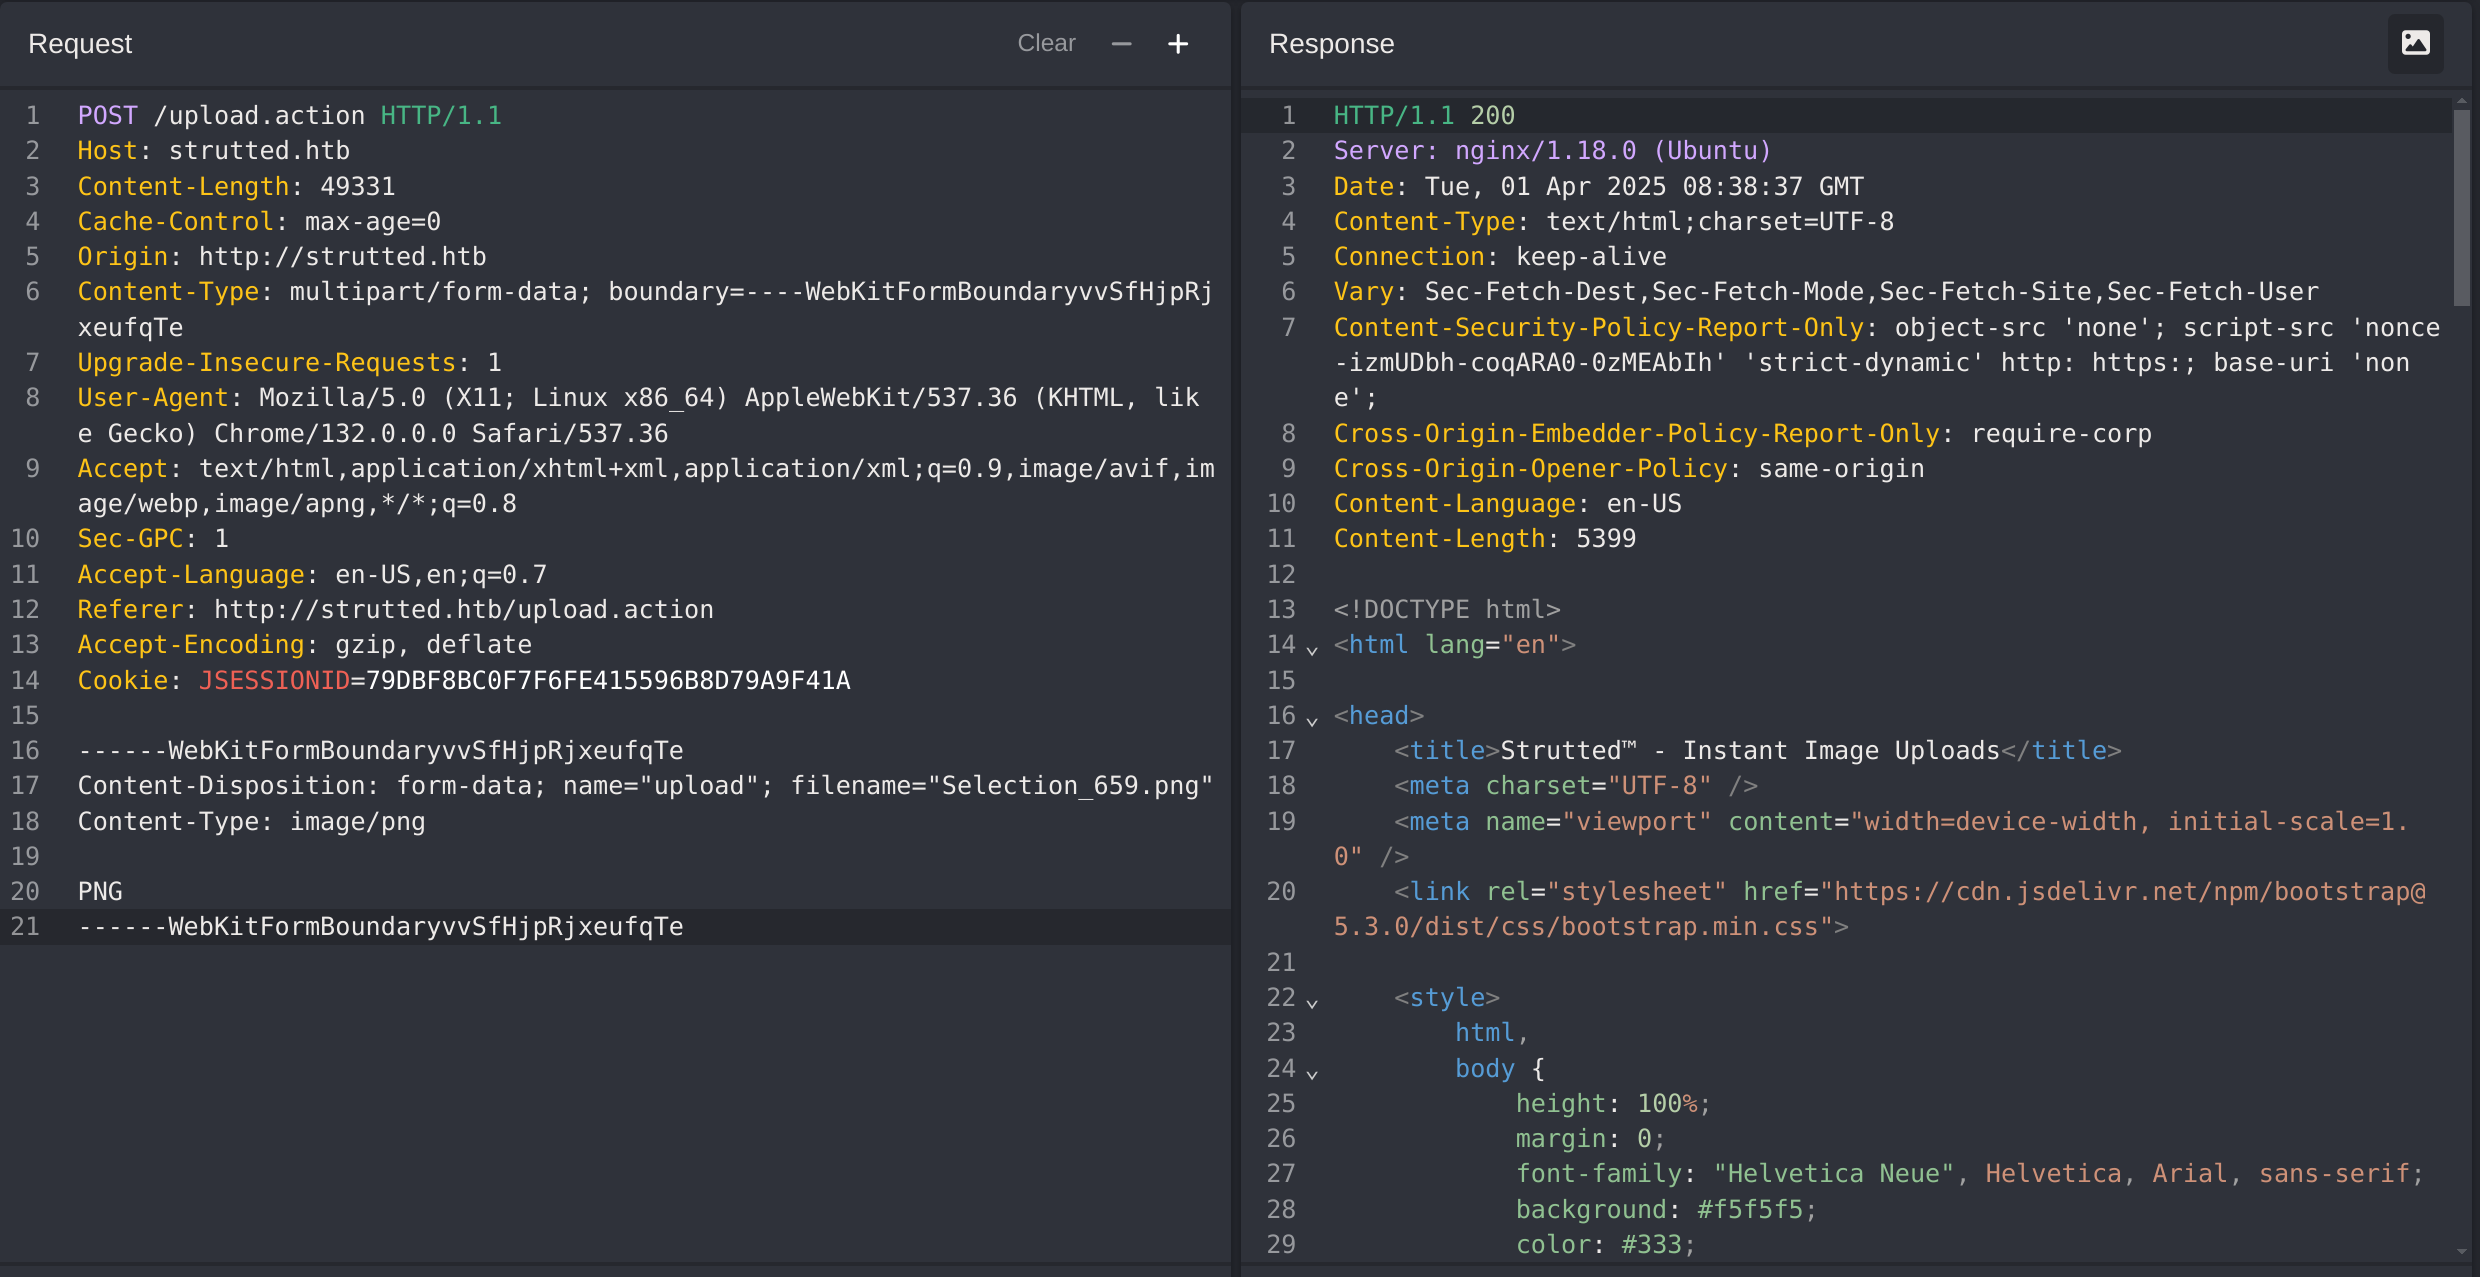 Request
Clear
1 POST /upload.action HTTP/1.1
2 Host: strutted.htb
3 Content-Length: 49331
4 Cache-Control: max-age=0
5 Origin: http://strutted.htb
6 Content-Type: multipart/form-data; boundary=----WebKitFormBoundaryvvSfHjpRj
xeufqTe
7 Upgrade-Insecure-Requests: 1
8 User-Agent: Mozilla/5.0 (X11; Linux x86_64) AppleWebKit/537.36 (KHTML, lik
e Gecko) Chrome/132.0.0.0 Safari/537.36
9 Accept: text/html,application/xhtml+xml,application/xml;q=0.9,image/avif,im
age/webp,image/apng,*/*;q=0.8
10 Sec-GPC: 1
11 Accept-Language: en-US,en;q=0.7
12 Referer: http://strutted.htb/upload.action
13 Accept-Encoding: gzip, deflate
14 Cookie: JSESSIONID=79DBF8BC0F7F6FE415596B8D79A9F41A
15
16 ------WebKitFormBoundaryvvSfHjpRjxeufqTe
17 Content-Disposition: form-data; name="upload"; filename="Selection_659.png"
18 Content-Type: image/png
19
20 PNG
21 ------WebKitFormBoundaryvvSfHjpRjxeufqTe
Response
1 HTTP/1.1 200
2 Server: nginx/1.18.0 (Ubuntu)
3 Date: Tue, 01 Apr 2025 08:38:37 GMT
4 Content-Type: text/html;charset=UTF-8
5 Connection: keep-alive
6 Vary: Sec-Fetch-Dest,Sec-Fetch-Mode,Sec-Fetch-Site,Sec-Fetch-User
7 Content-Security-Policy-Report-Only: object-src 'none'; script-src 'nonce
-izmUDbh-coqARA0-0zMEAbIh' 'strict-dynamic' http: https:; base-uri 'non
e';
8 Cross-Origin-Embedder-Policy-Report-Only: require-corp
9 Cross-Origin-Opener-Policy: same-origin
10 Content-Language: en-US
11 Content-Length: 5399
12
13 <!DOCTYPE html>
14 <html lang="en">
15
16 <head>
17 <title>Strutted™ - Instant Image Uploads</title>
18 <meta charset="UTF-8" />
19 <meta name="viewport" content="width=device-width, initial-scale=1.
0" />
20 <link rel="stylesheet" href="https://cdn.jsdelivr.net/npm/bootstrap@
5.3.0/dist/css/bootstrap.min.css">
21
22 <style>
23 html,
24 body {
25 height: 100%;
26 margin: 0;
27 font-family: "Helvetica Neue", Helvetica, Arial, sans-serif;
28 background: #f5f5f5;
29 color: #333;